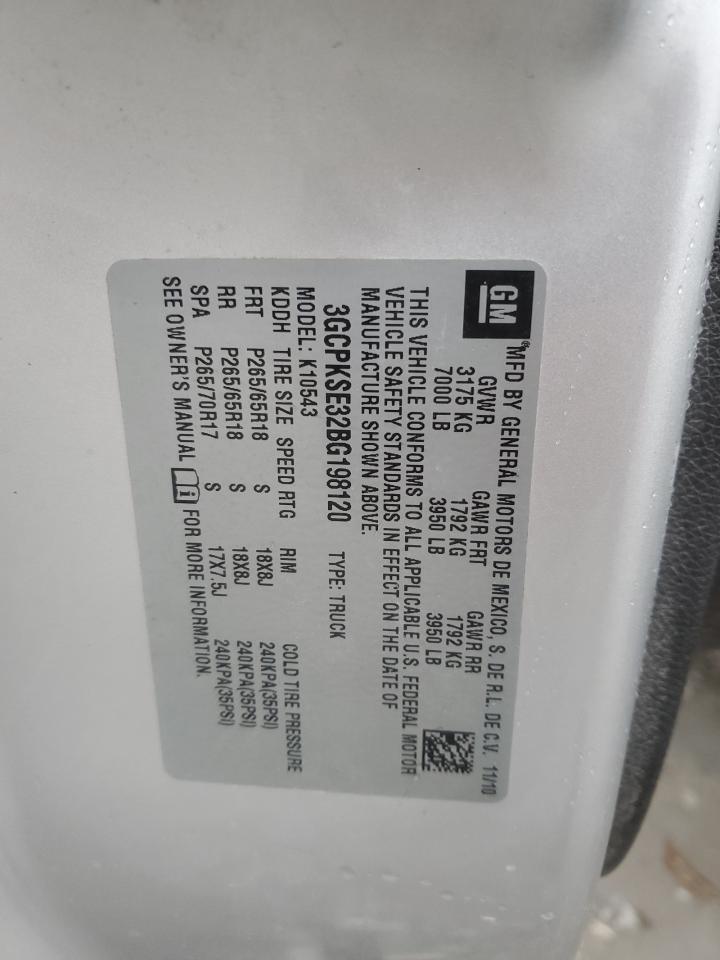 GM
® MFD BY GENERAL MOTORS DE MEXICO, S. DE R.L. DE C.V. 11/10
GVWR GAWR FRT GAWR RR
3175 KG 1792 KG 1792 KG
7000 LB 3950 LB 3950 LB
THIS VEHICLE CONFORMS TO ALL APPLICABLE U.S. FEDERAL MOTOR
VEHICLE SAFETY STANDARDS IN EFFECT ON THE DATE OF
MANUFACTURE SHOWN ABOVE.
3GCPKSE32BG198120 TYPE: TRUCK
MODEL: K10543
KDDH TIRE SIZE SPEED RTG RIM COLD TIRE PRESSURE
FRT P265/65R18 S 18X8J 240KPA(35PSI)
RR P265/65R18 S 18X8J 240KPA(35PSI)
SPA P265/70R17 S 17X7.5J 240KPA(35PSI)
SEE OWNER'S MANUAL i FOR MORE INFORMATION.